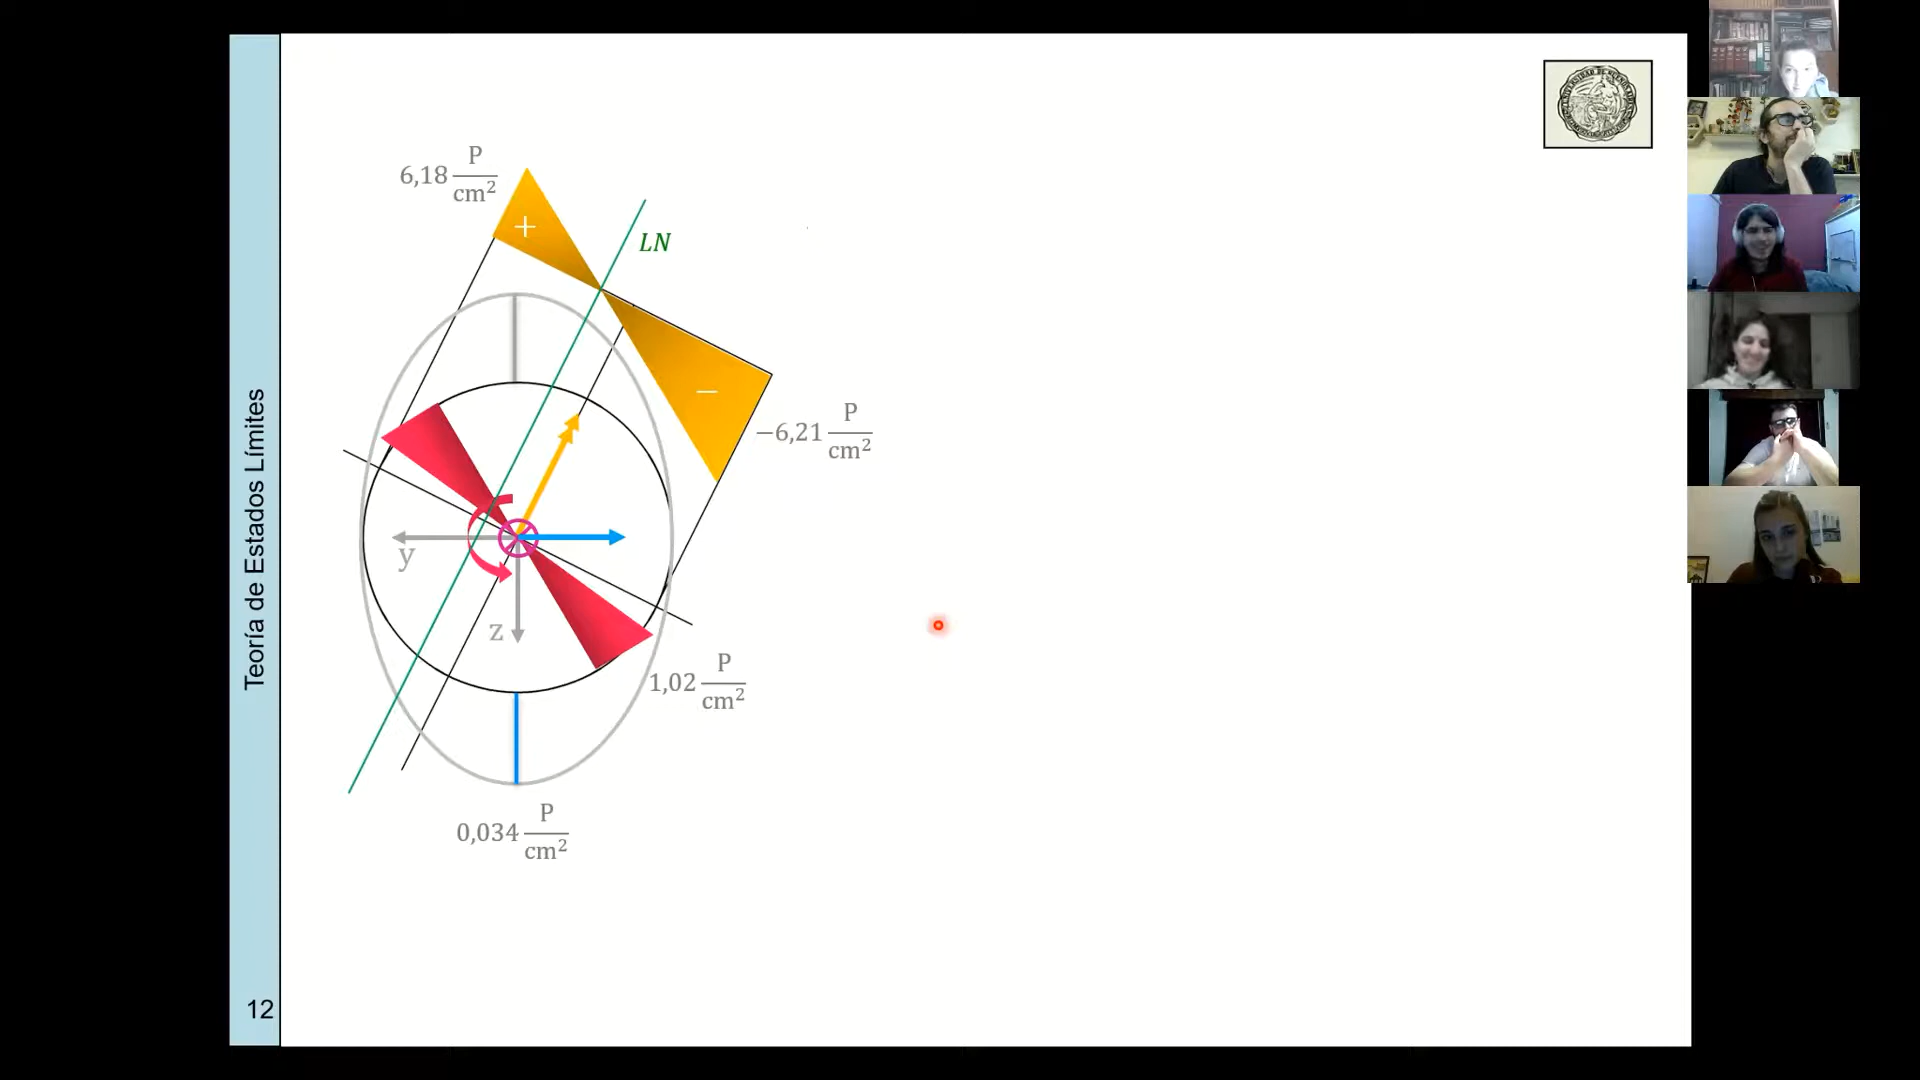 Teoría de Estados Límites
6,18 P/cm²
+
LN
−
−6,21 P/cm²
y
z
1,02 P/cm²
0,034 P/cm²
12